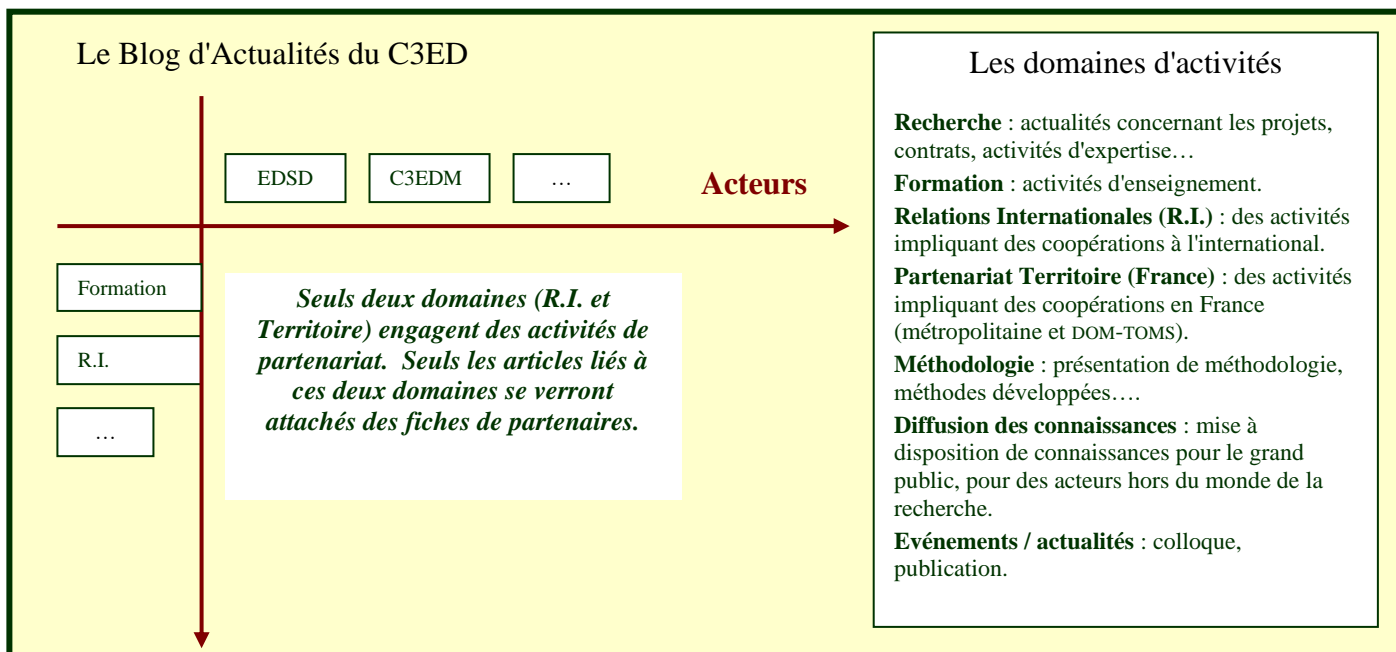 Le Blog d'Actualités du C3ED
EDSD
C3EDM
…
Acteurs
Formation
R.I.
…
Seuls deux domaines (R.I. et
Territoire) engagent des activités de
partenariat. Seuls les articles liés à
ces deux domaines se verront
attachés des fiches de partenaires.
Les domaines d'activités
Recherche : actualités concernant les projets,
contrats, activités d'expertise…
Formation : activités d'enseignement.
Relations Internationales (R.I.) : des activités
impliquant des coopérations à l'international.
Partenariat Territoire (France) : des activités
impliquant des coopérations en France
(métropolitaine et DOM-TOMS).
Méthodologie : présentation de méthodologie,
méthodes développées….
Diffusion des connaissances : mise à
disposition de connaissances pour le grand
public, pour des acteurs hors du monde de la
recherche.
Evénements / actualités : colloque,
publication.